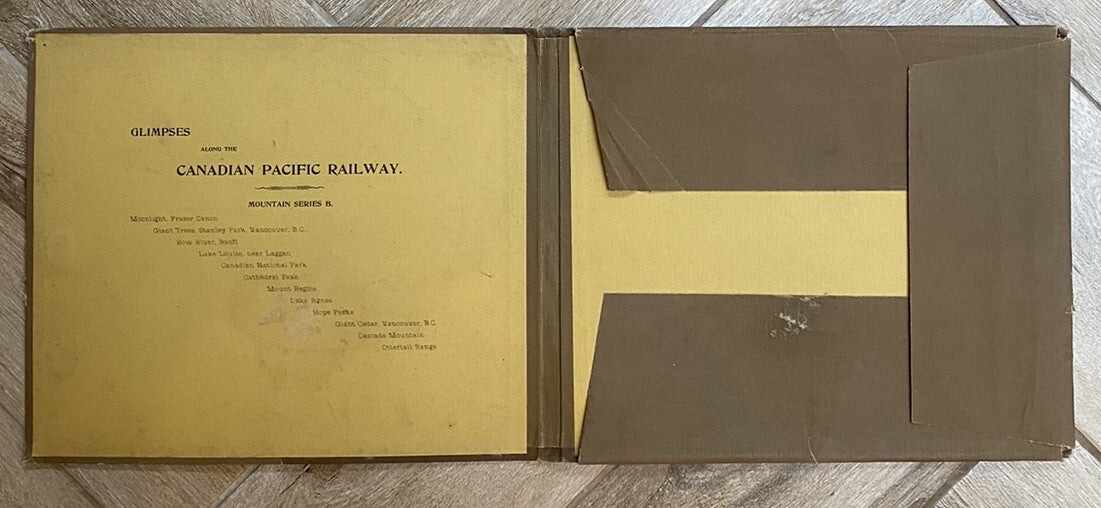 GLIMPSES
ALONG THE
CANADIAN PACIFIC RAILWAY.
MOUNTAIN SERIES B.
Moonlight, Fraser Canon
Giant Trees, Stanley Park, Vancouver, B.C.
Bow River, Banff
Lake Louise, near Laggan
Canadian National Park
Cathedral Peak
Mount Begbie
Lake Agnes
Hope Peaks
Giant Cedar, Vancouver, B.C.
Cascade Mountain
Ottertail Range